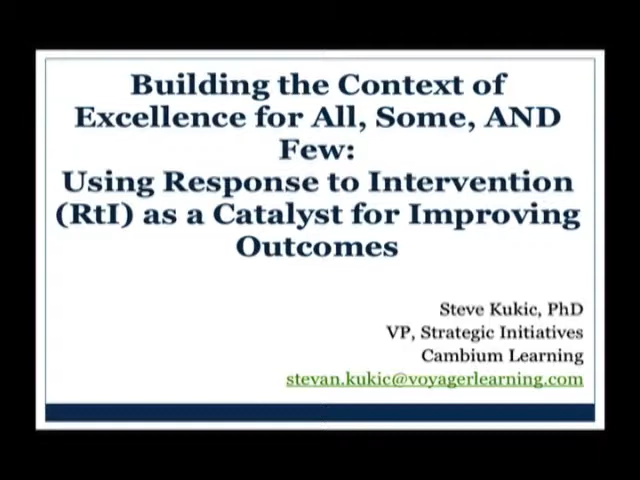 Building the Context of
Excellence for All, Some, AND
Few:
Using Response to Intervention
(RtI) as a Catalyst for Improving
Outcomes
Steve Kukic, PhD
VP, Strategic Initiatives
Cambium Learning
stevan.kukic@voyagerlearning.com